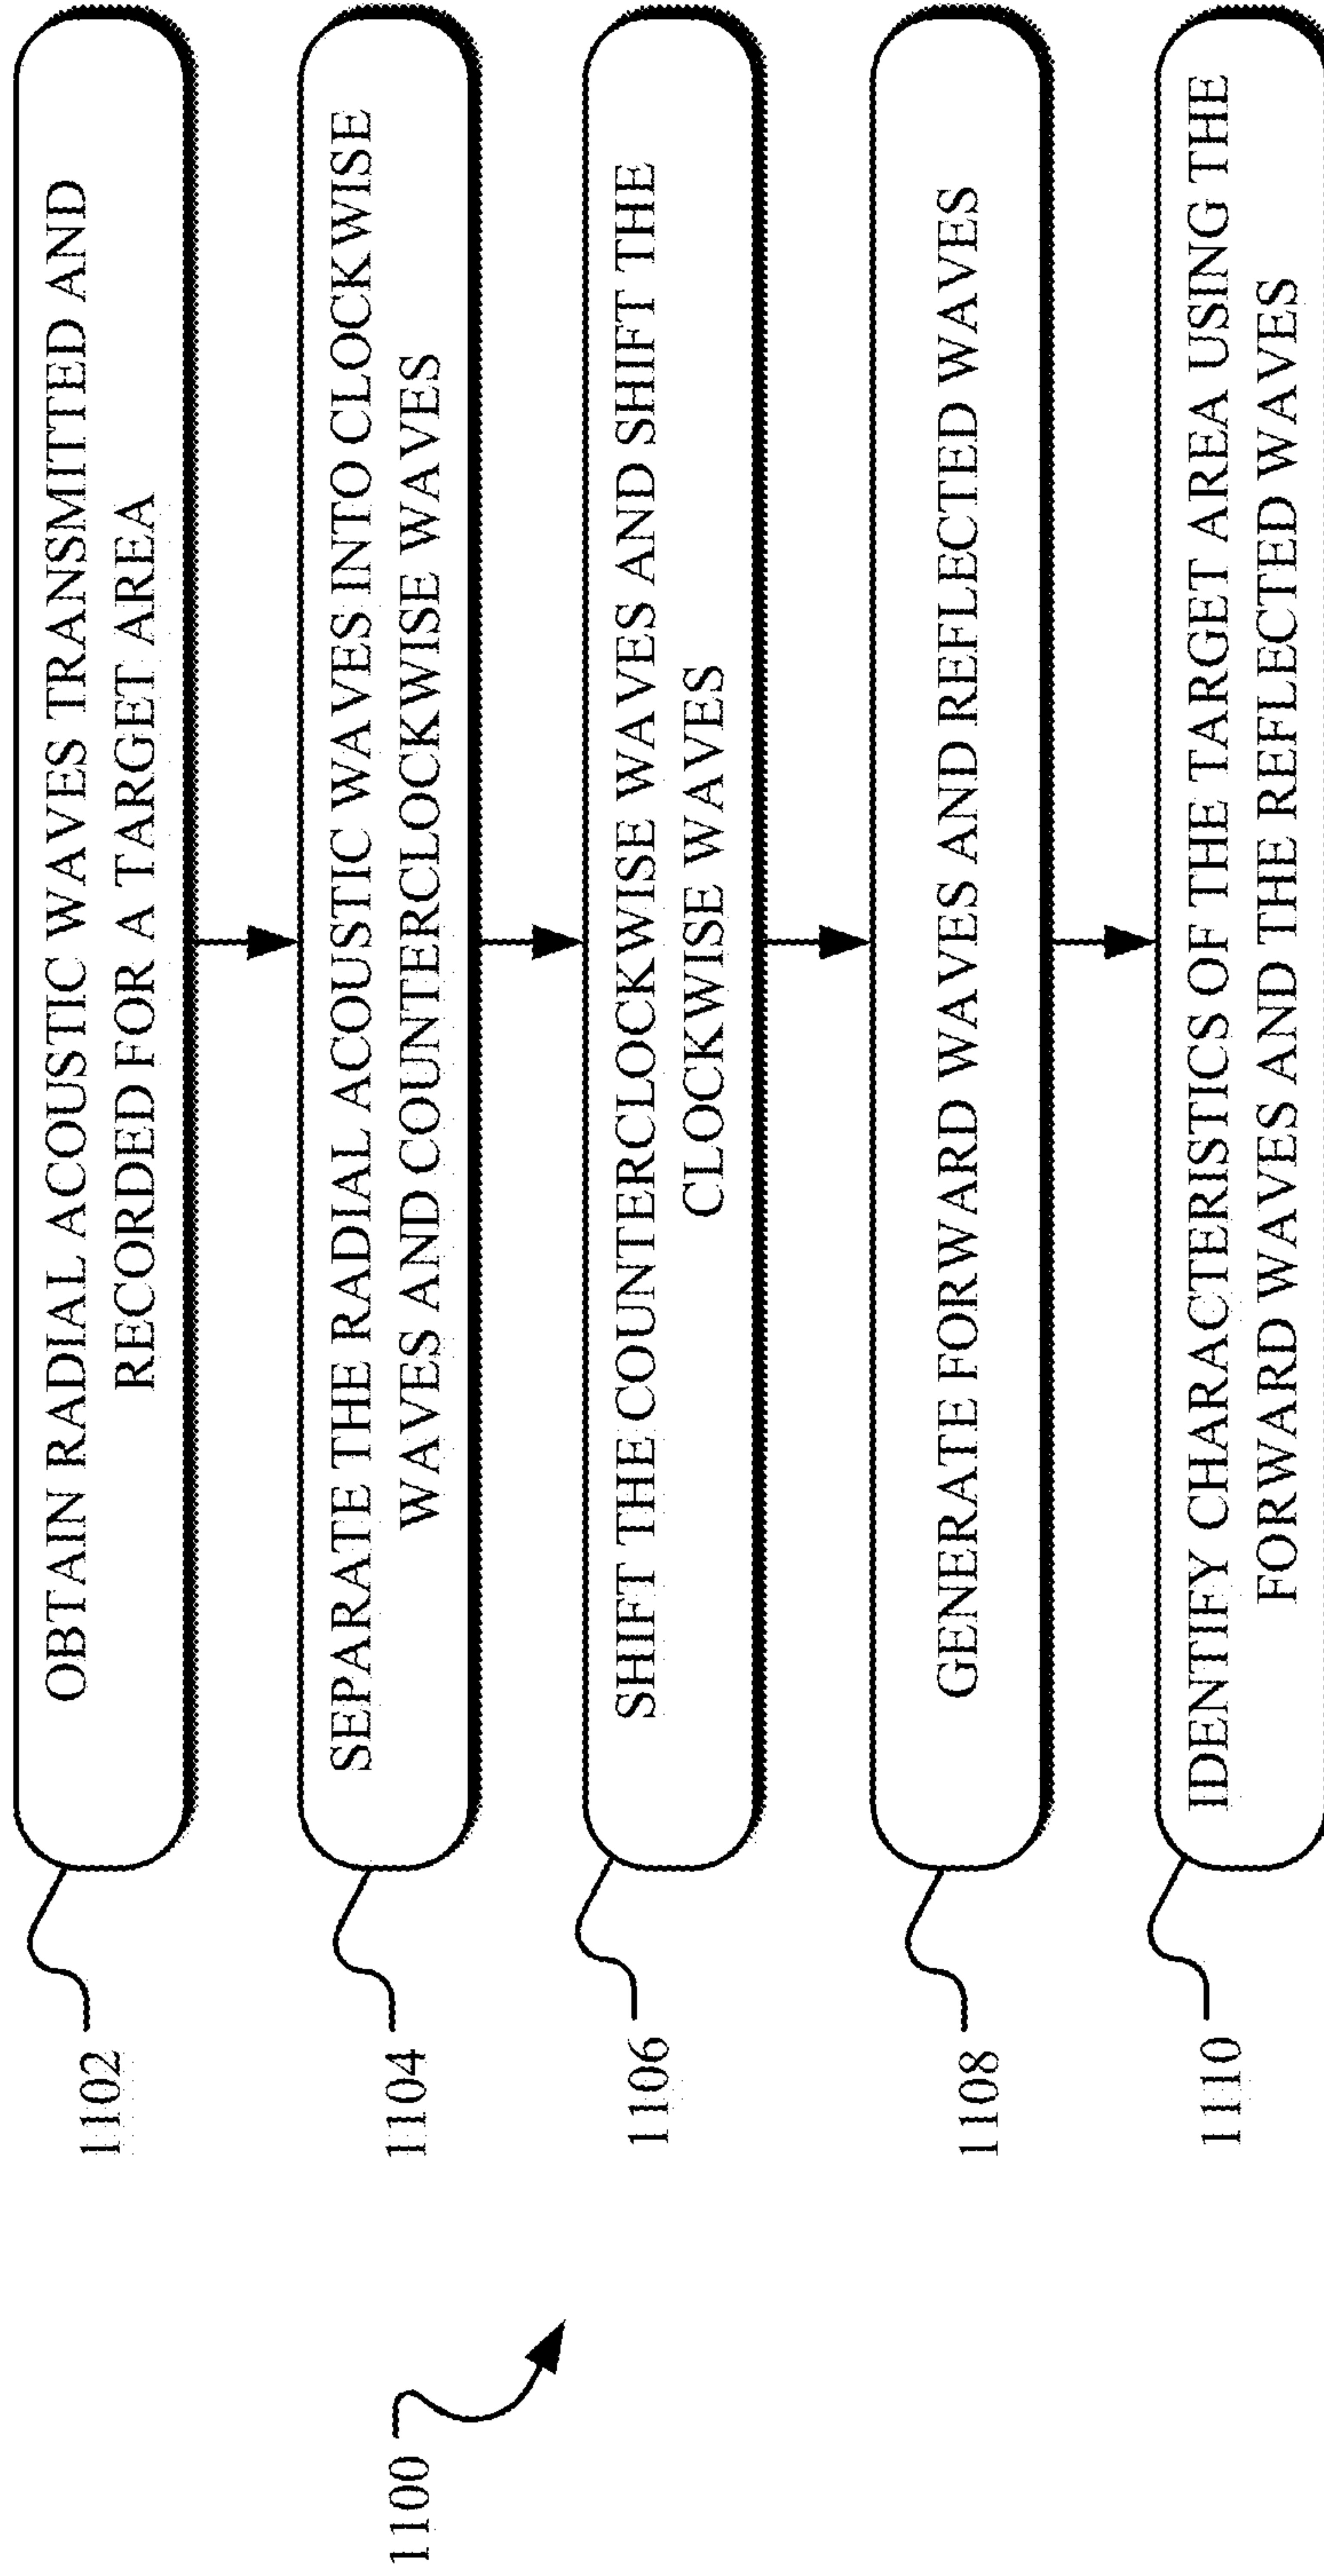 1100
1102
OBTAIN RADIAL ACOUSTIC WAVES TRANSMITTED AND
RECORDED FOR A TARGET AREA
1104
SEPARATE THE RADIAL ACOUSTIC WAVES INTO CLOCKWISE
WAVES AND COUNTERCLOCKWISE WAVES
1106
SHIFT THE COUNTERCLOCKWISE WAVES AND SHIFT THE
CLOCKWISE WAVES
1108
GENERATE FORWARD WAVES AND REFLECTED WAVES
1110
IDENTIFY CHARACTERISTICS OF THE TARGET AREA USING THE
FORWARD WAVES AND THE REFLECTED WAVES